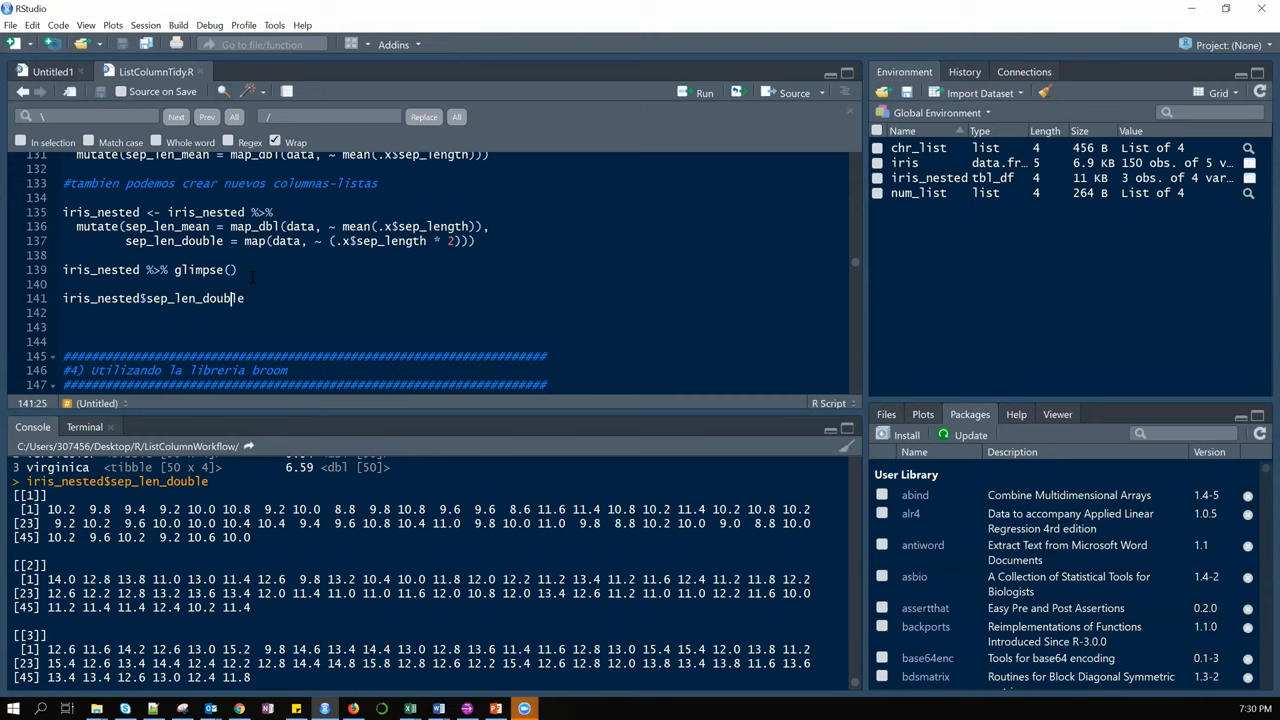 RStudio
File Edit Code View Plots Session Build Debug Profile Tools Help
Go to file/function
Addins
Project: (None)
Untitled1
ListColumnTidy.R
Source on Save
Run
Source
\
Next
Prev
All
/
Replace
All
In selection
Match case
Whole word
Regex
Wrap
131 mutate(sep_len_mean = map_dbl(data, ~ mean(.x$sep_length)))
132
133 #tambien podemos crear nuevos columnas-listas
134
135 iris_nested <- iris_nested %>%
136 mutate(sep_len_mean = map_dbl(data, ~ mean(.x$sep_length)),
137 sep_len_double = map(data, ~ (.x$sep_length * 2)))
138
139 iris_nested %>% glimpse()
140
141 iris_nested$sep_len_double
142
143
144
145 ######################################################################
146 #4) Utilizando la libreria broom
147 ######################################################################
141:25
(Untitled)
R Script
Console
Terminal
C:/Users/307456/Desktop/R/ListColumnWorkflow/
3 virginica <tibble [50 x 4]> 6.59 <dbl [50]>
> iris_nested$sep_len_double
[[1]]
[1] 10.2 9.8 9.4 9.2 10.0 10.8 9.2 10.0 8.8 9.8 10.8 9.6 9.6 8.6 11.6 11.4 10.8 10.2 11.4 10.2 10.8 10.2
[23] 9.2 10.2 9.6 10.0 10.0 10.4 10.4 9.4 9.6 10.8 10.4 11.0 9.8 10.0 11.0 9.8 8.8 10.2 10.0 9.0 8.8 10.0
[45] 10.2 9.6 10.2 9.2 10.6 10.0
[[2]]
[1] 14.0 12.8 13.8 11.0 13.0 11.4 12.6 9.8 13.2 10.4 10.0 11.8 12.0 12.2 11.2 13.4 11.2 11.6 12.4 11.2 11.8 12.2
[23] 12.6 12.2 12.8 13.2 13.6 13.4 12.0 11.4 11.0 11.0 11.6 12.0 10.8 12.0 13.4 12.6 11.2 11.0 11.0 12.2 11.6 10.0
[45] 11.2 11.4 11.4 12.4 10.2 11.4
[[3]]
[1] 12.6 11.6 14.2 12.6 13.0 15.2 9.8 14.6 13.4 14.4 13.0 12.8 13.6 11.4 11.6 12.8 13.0 15.4 15.4 12.0 13.8 11.2
[23] 15.4 12.6 13.4 14.4 12.4 12.2 12.8 14.4 14.8 15.8 12.8 12.6 12.2 15.4 12.6 12.8 12.0 13.8 13.4 13.8 11.6 13.6
[45] 13.4 13.4 12.6 13.0 12.4 11.8
Environment
History
Connections
Import Dataset
Grid
Global Environment
Name Type Length Size Value
chr_list list 4 456 B List of 4
iris data.fr… 5 6.9 KB 150 obs. of 5 v…
iris_nested tbl_df 4 11 KB 3 obs. of 4 var…
num_list list 4 264 B List of 4
Files
Plots
Packages
Help
Viewer
Install
Update
Name Description Version
User Library
abind Combine Multidimensional Arrays 1.4-5
alr4 Data to accompany Applied Linear Regression 4rd edition 1.0.5
antiword Extract Text from Microsoft Word Documents 1.1
asbio A Collection of Statistical Tools for Biologists 1.4-2
assertthat Easy Pre and Post Assertions 0.2.0
backports Reimplementations of Functions Introduced Since R-3.0.0 1.1.0
base64enc Tools for base64 encoding 0.1-3
bdsmatrix Routines for Block Diagonal Symmetric 1.3-2
7:30 PM